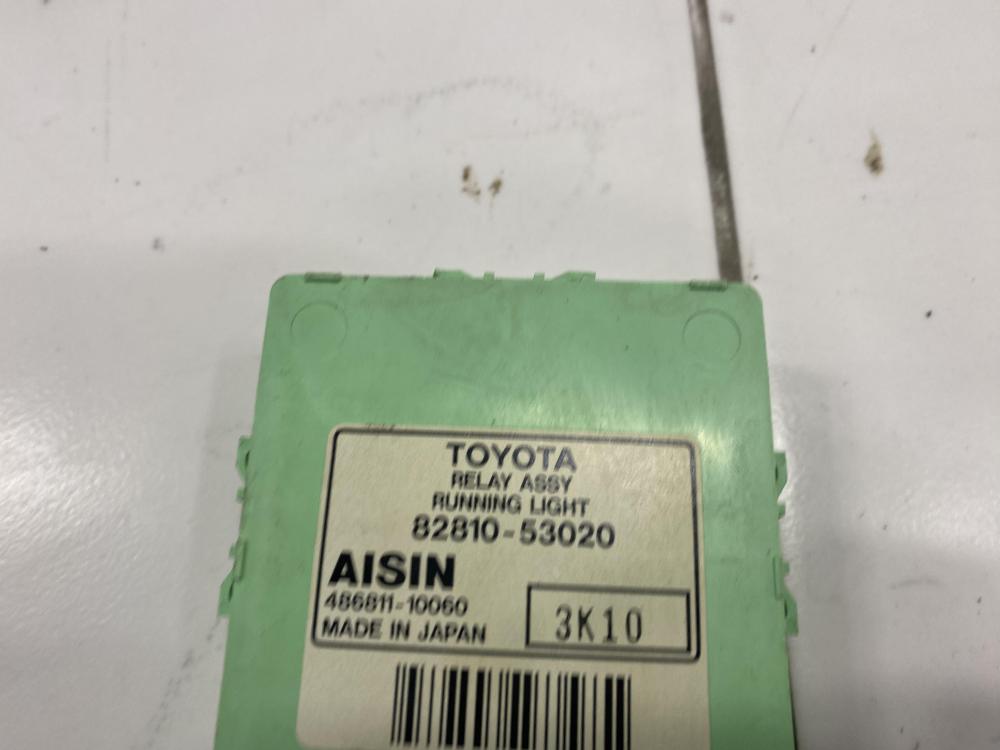 TOYOTA
RELAY ASSY
RUNNING LIGHT
82810-53020
AISIN
486811-10060
MADE IN JAPAN
3K10